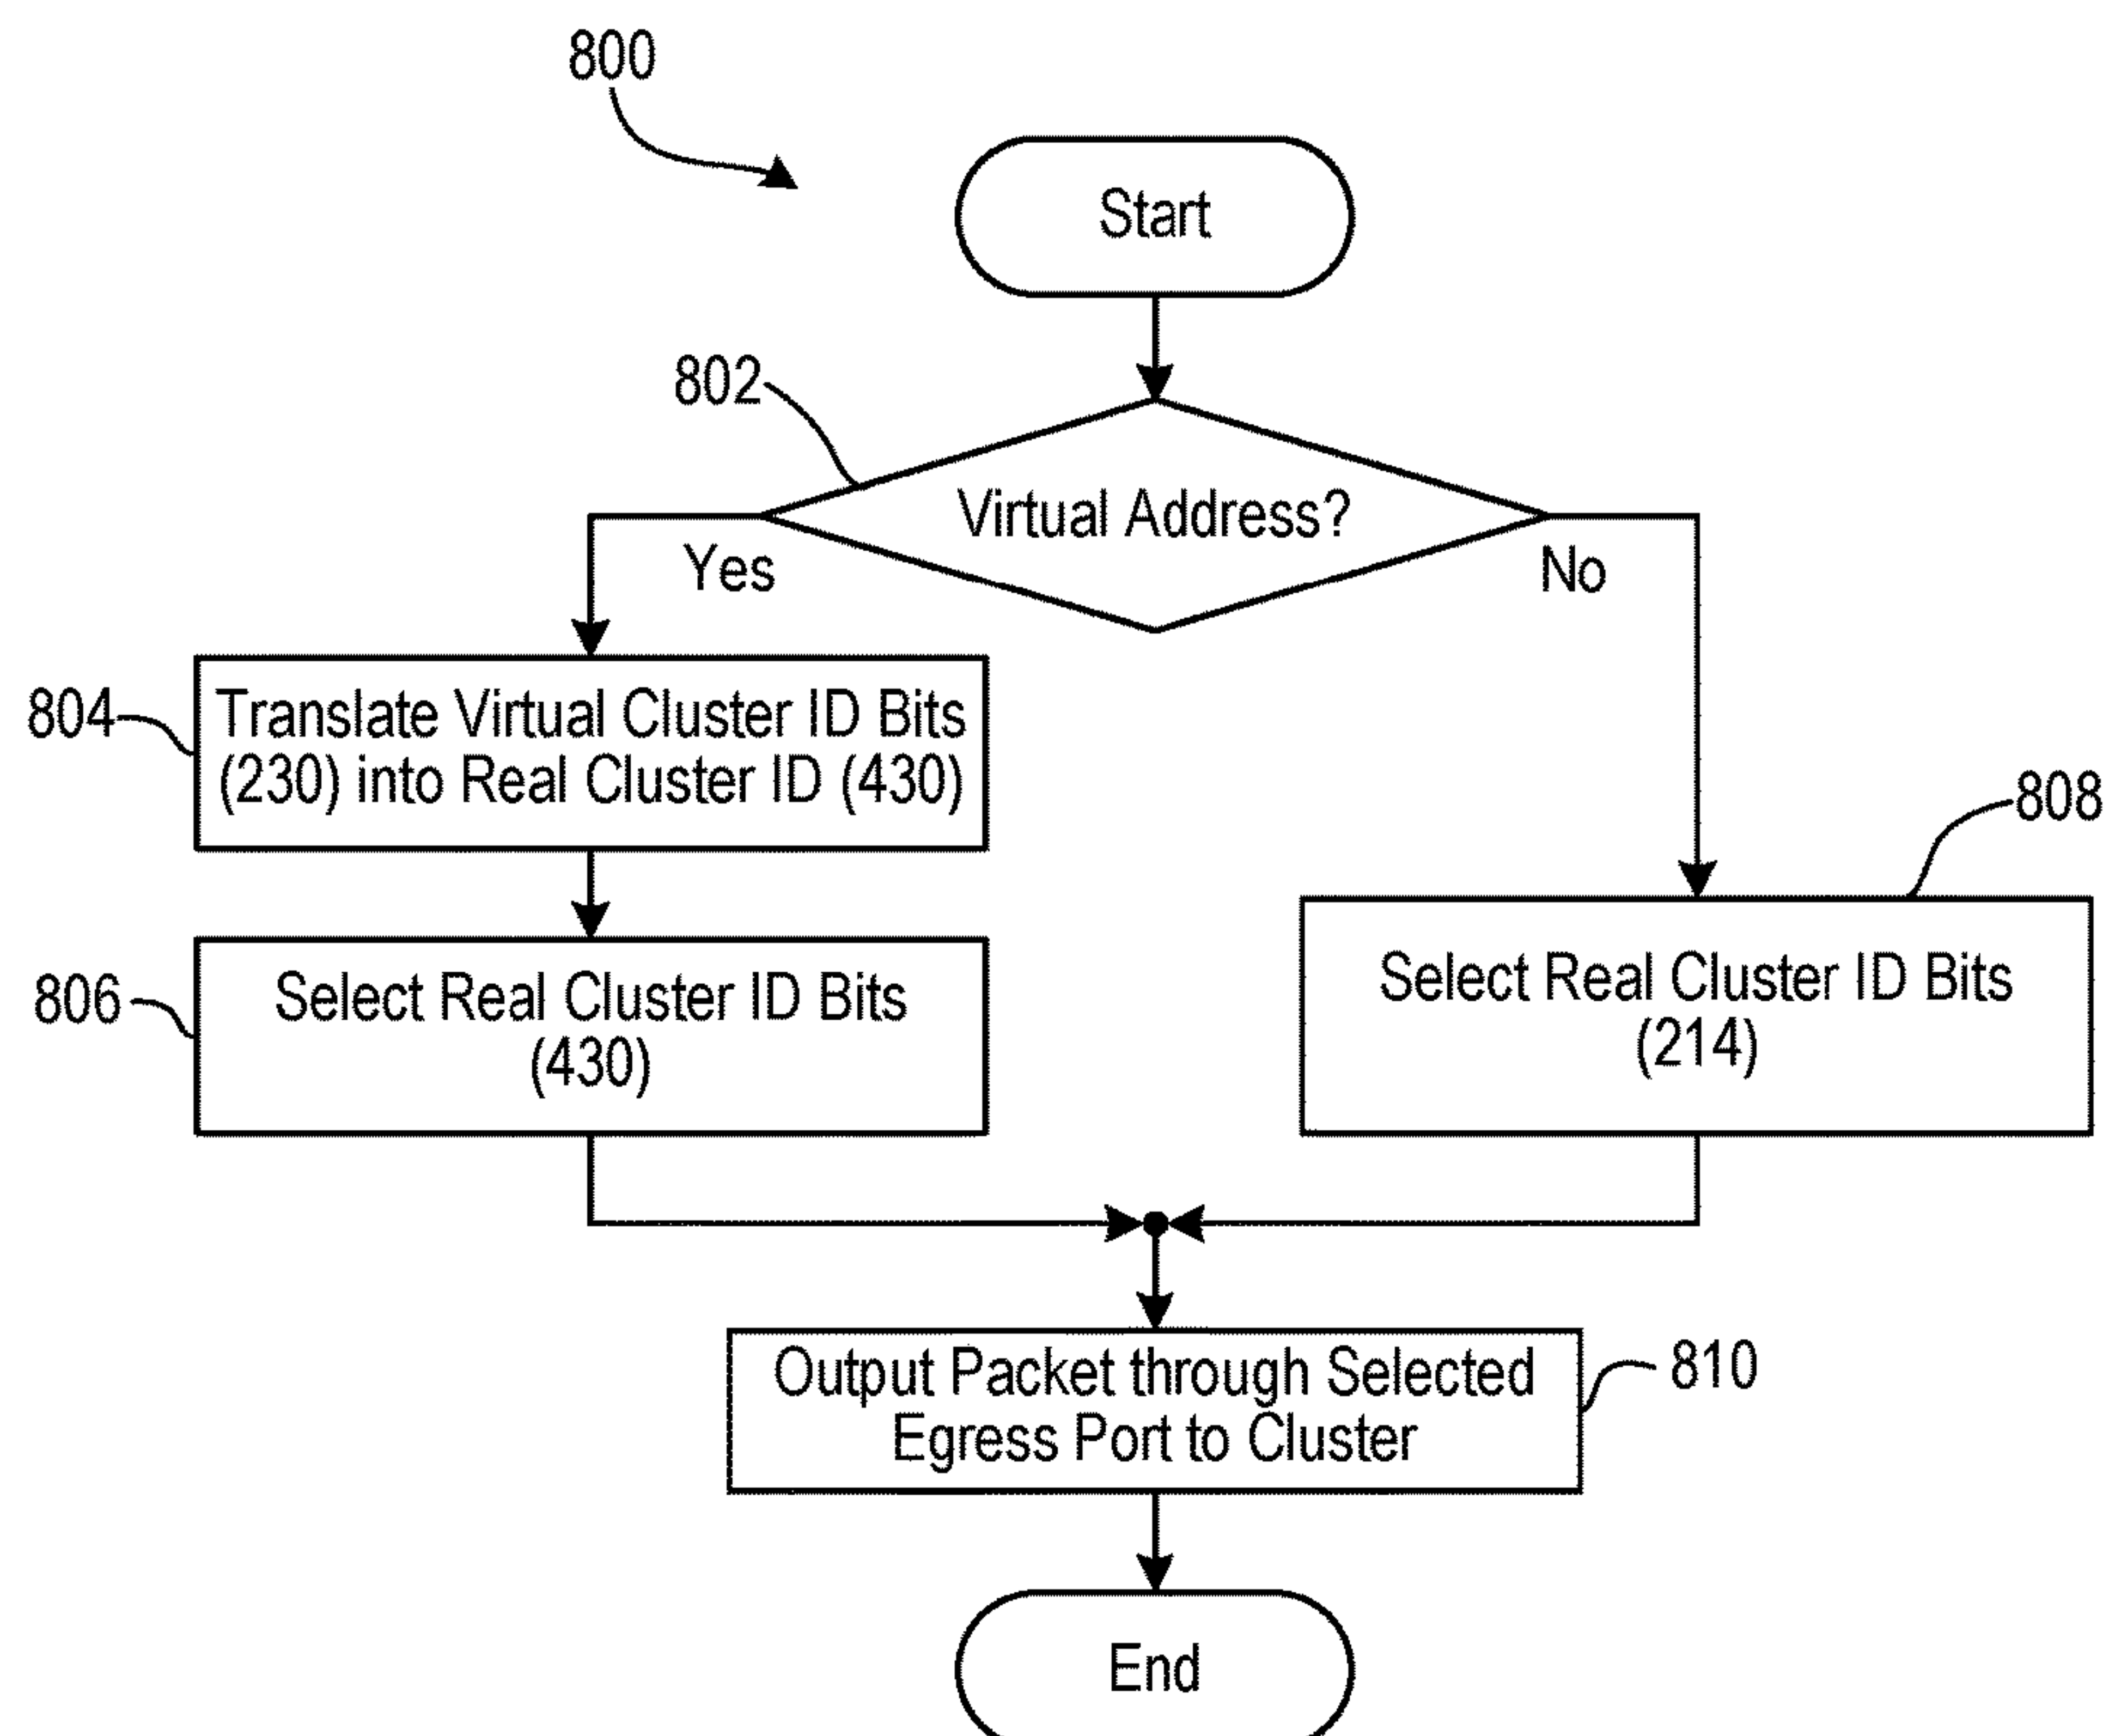 800
Start
802
Virtual Address?
Yes
No
804
Translate Virtual Cluster ID Bits
(230) into Real Cluster ID (430)
808
806
Select Real Cluster ID Bits
(430)
Select Real Cluster ID Bits
(214)
Output Packet through Selected
Egress Port to Cluster
810
End